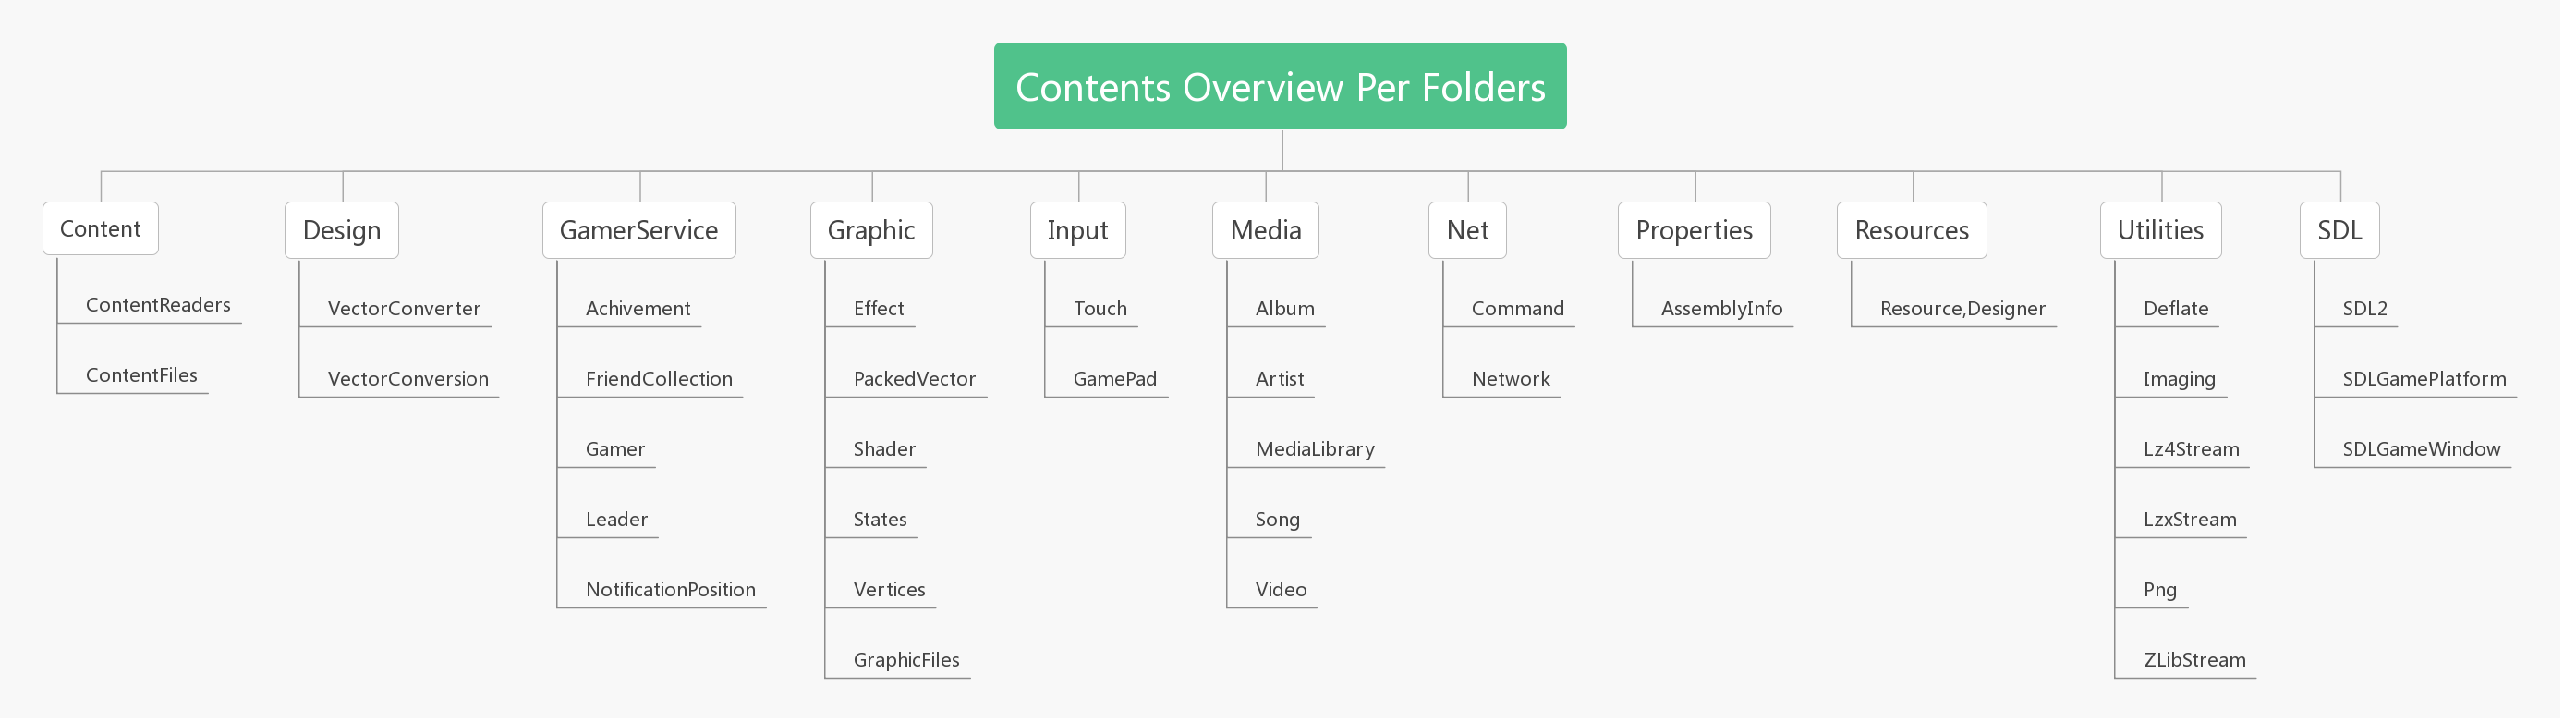 Contents Overview Per Folders
Content
ContentReaders
ContentFiles
Design
VectorConverter
VectorConversion
GamerService
Achivement
FriendCollection
Gamer
Leader
NotificationPosition
Graphic
Effect
PackedVector
Shader
States
Vertices
GraphicFiles
Input
Touch
GamePad
Media
Album
Artist
MediaLibrary
Song
Video
Net
Command
Network
Properties
AssemblyInfo
Resources
Resource,Designer
Utilities
Deflate
Imaging
Lz4Stream
LzxStream
Png
ZLibStream
SDL
SDL2
SDLGamePlatform
SDLGameWindow